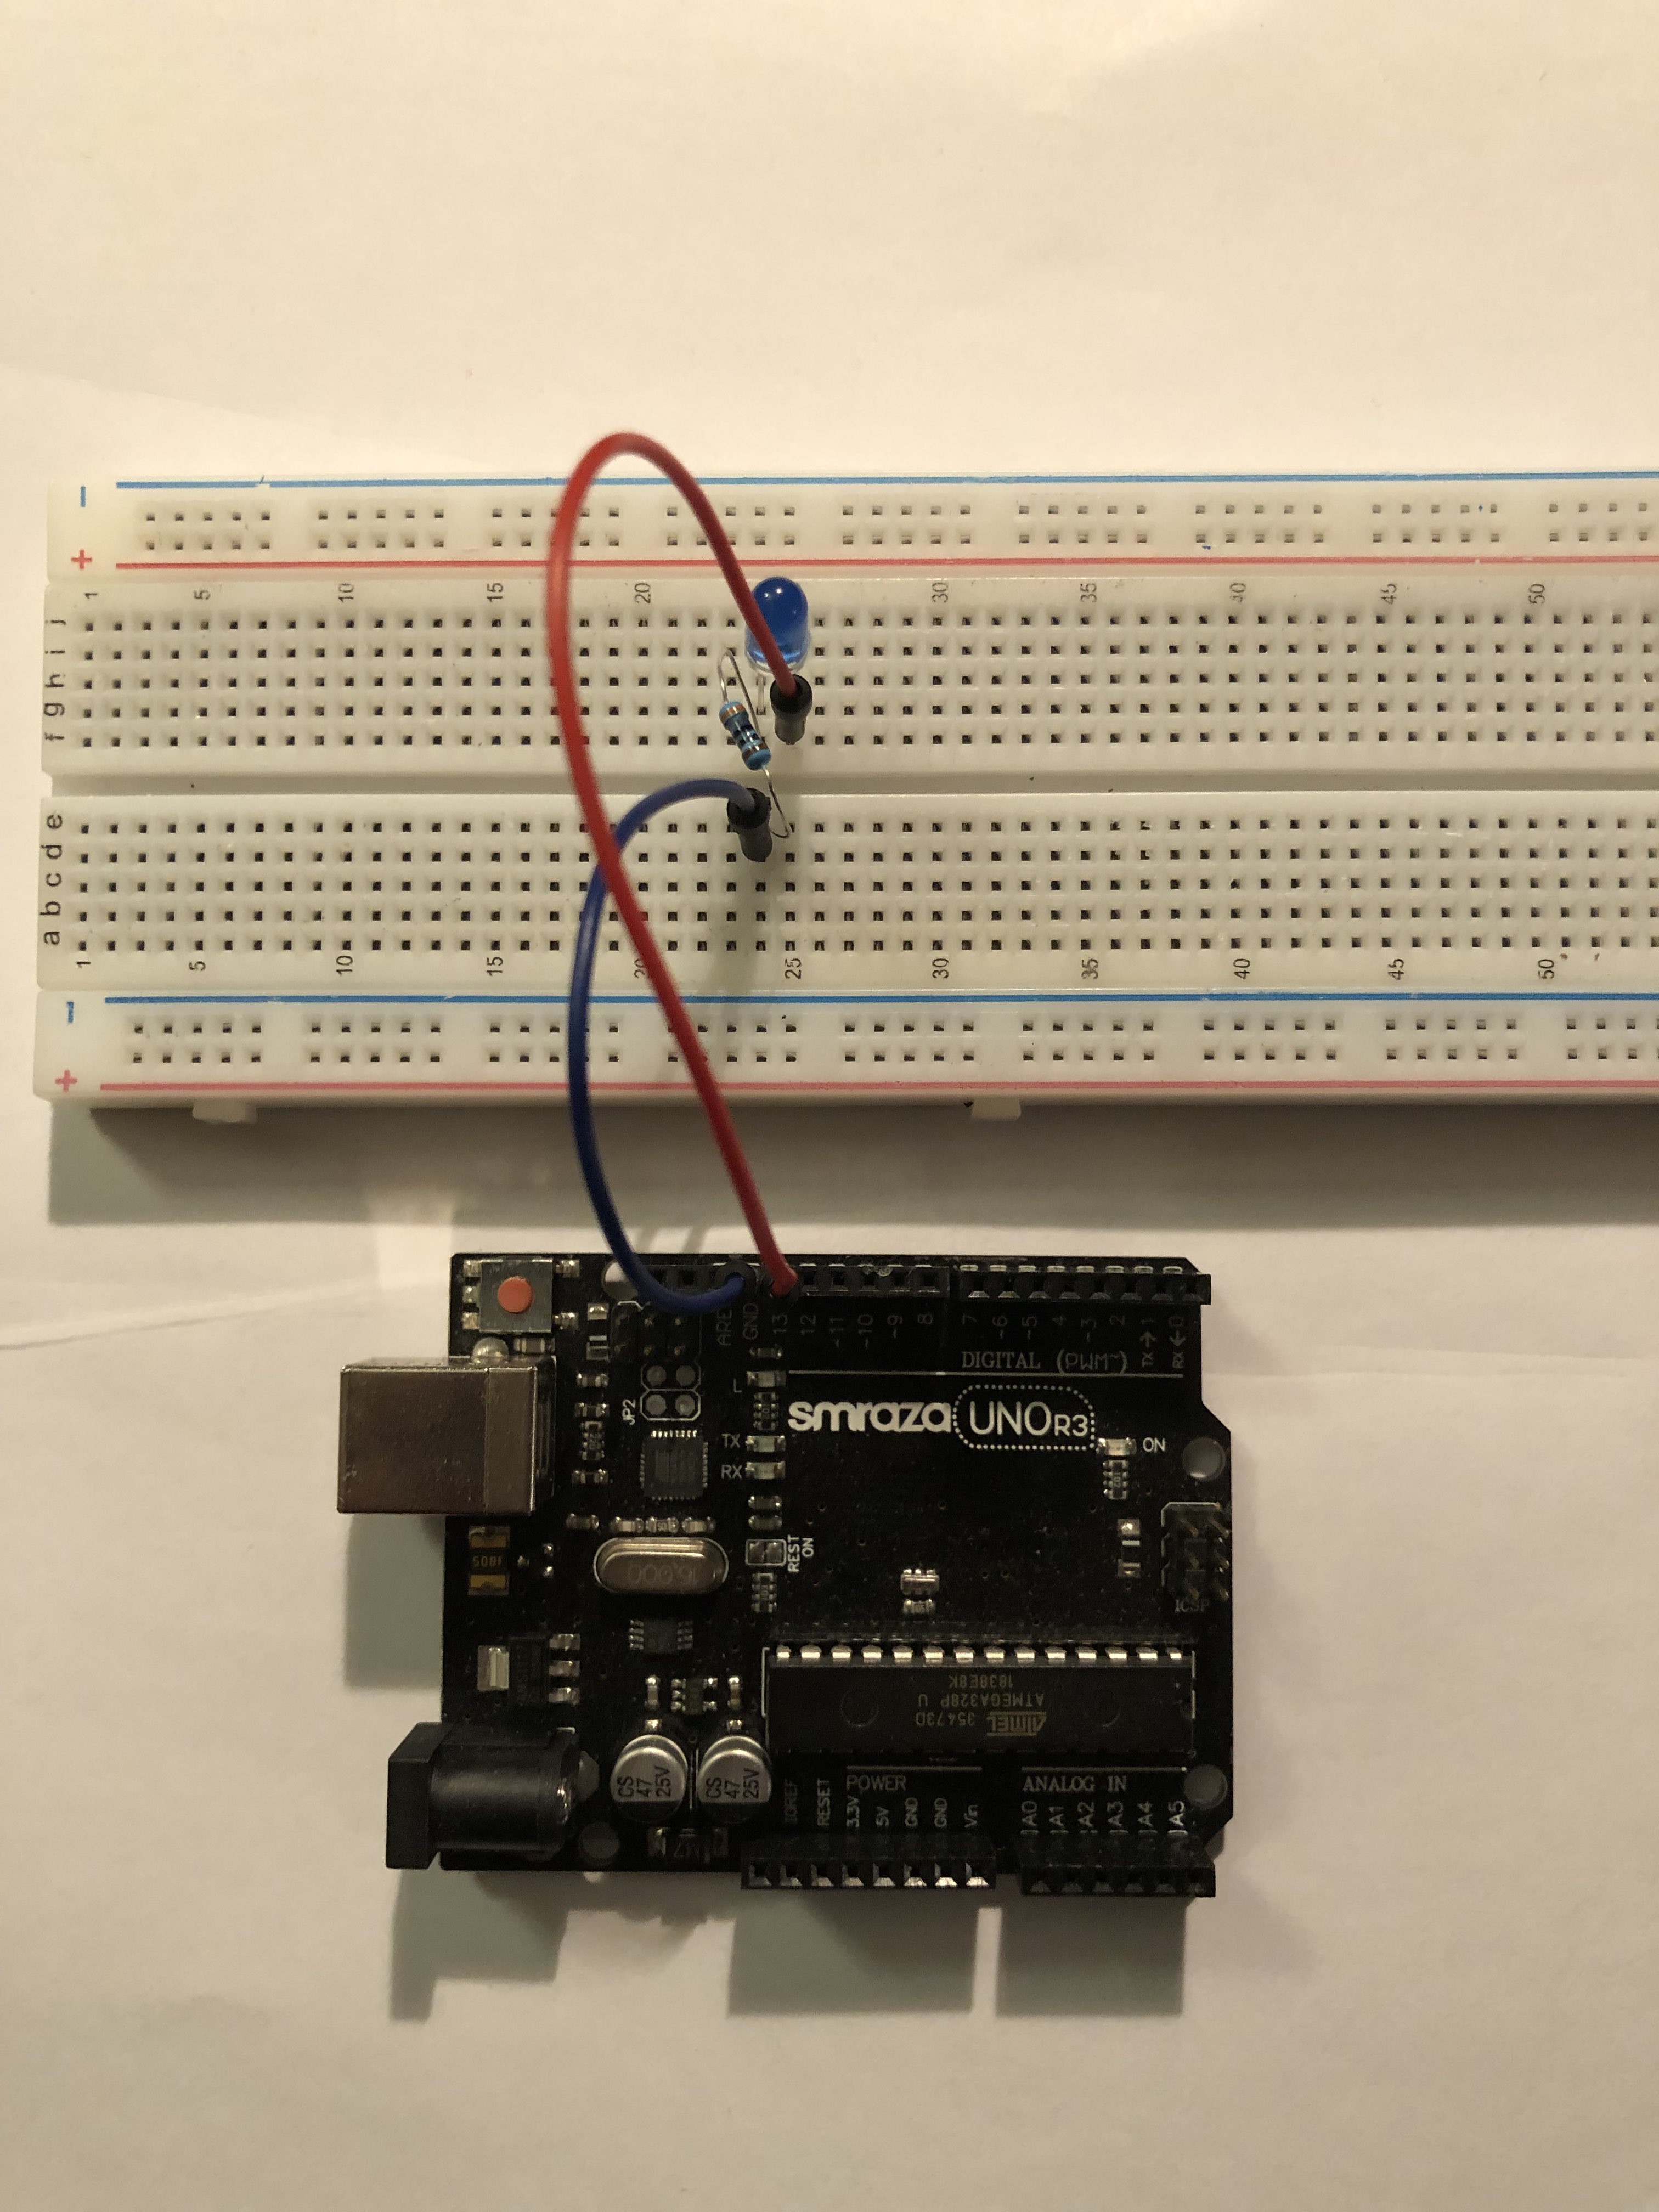 −
+
1 5 10 15 20 30 35 40 45 50
j
i
h
g
f
e
d
c
b
a
1 5 10 15 20 25 30 35 40 45 50
−
+
GND 13 12 ~11 ~10 ~9 8 7 ~6 ~5 4 ~3 2 TX→1 RX←0
DIGITAL (PWM~)
L
JP2
smraza UNO R3
TX
RX
ON
REST
ON
16.000
ICSP
ATMEL 35473D
ATMEGA328P U
1838E8K
CS
47
25V
CS
47
25V
POWER
ANALOG IN
IOREF RESET 3.3V 5V GND GND Vin
A0 A1 A2 A3 A4 A5